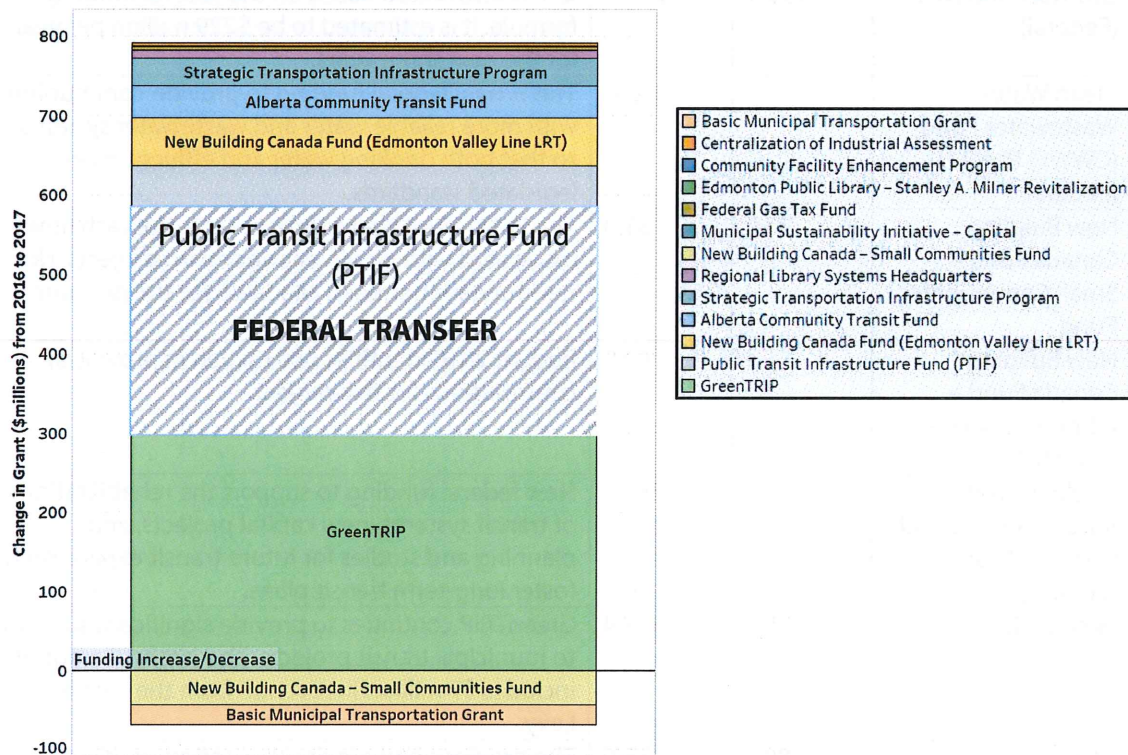 800
700
600
500
400
300
200
100
0
-100
Change in Grant ($millions) from 2016 to 2017
Strategic Transportation Infrastructure Program
Alberta Community Transit Fund
New Building Canada Fund (Edmonton Valley Line LRT)
Public Transit Infrastructure Fund
(PTIF)
FEDERAL TRANSFER
GreenTRIP
Funding Increase/Decrease
New Building Canada – Small Communities Fund
Basic Municipal Transportation Grant
Basic Municipal Transportation Grant
Centralization of Industrial Assessment
Community Facility Enhancement Program
Edmonton Public Library – Stanley A. Milner Revitalization
Federal Gas Tax Fund
Municipal Sustainability Initiative – Capital
New Building Canada – Small Communities Fund
Regional Library Systems Headquarters
Strategic Transportation Infrastructure Program
Alberta Community Transit Fund
New Building Canada Fund (Edmonton Valley Line LRT)
Public Transit Infrastructure Fund (PTIF)
GreenTRIP